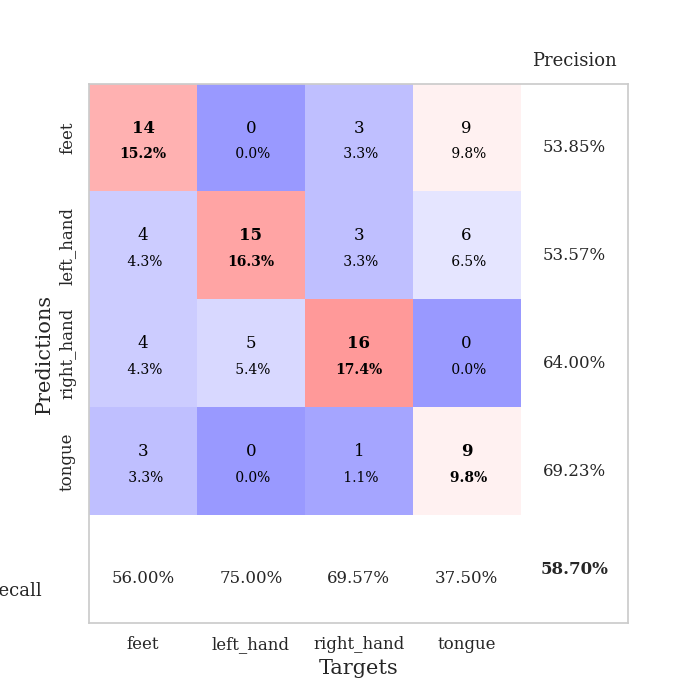 Precision
feet 14 0 3 9 53.85%
15.2% 0.0% 3.3% 9.8%
left_hand 4 15 3 6 53.57%
4.3% 16.3% 3.3% 6.5%
right_hand 4 5 16 0 64.00%
4.3% 5.4% 17.4% 0.0%
tongue 3 0 1 9 69.23%
3.3% 0.0% 1.1% 9.8%
Predictions
ecall 56.00% 75.00% 69.57% 37.50% 58.70%
feet left_hand right_hand tongue
Targets